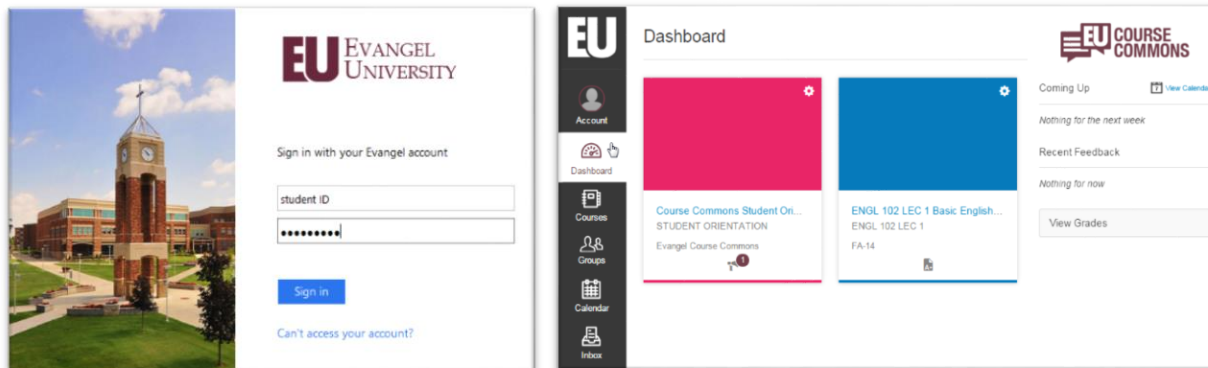 EU EVANGEL
UNIVERSITY
Sign in with your Evangel account
student ID
•••••••••
Sign in
Can't access your account?
EU
Account
Dashboard
Courses
Groups
Calendar
Inbox
Dashboard
Course Commons Student Ori...
STUDENT ORIENTATION
Evangel Course Commons
1
ENGL 102 LEC 1 Basic English...
ENGL 102 LEC 1
FA-14
EU COURSE
COMMONS
Coming Up
7 View Calenda
Nothing for the next week
Recent Feedback
Nothing for now
View Grades